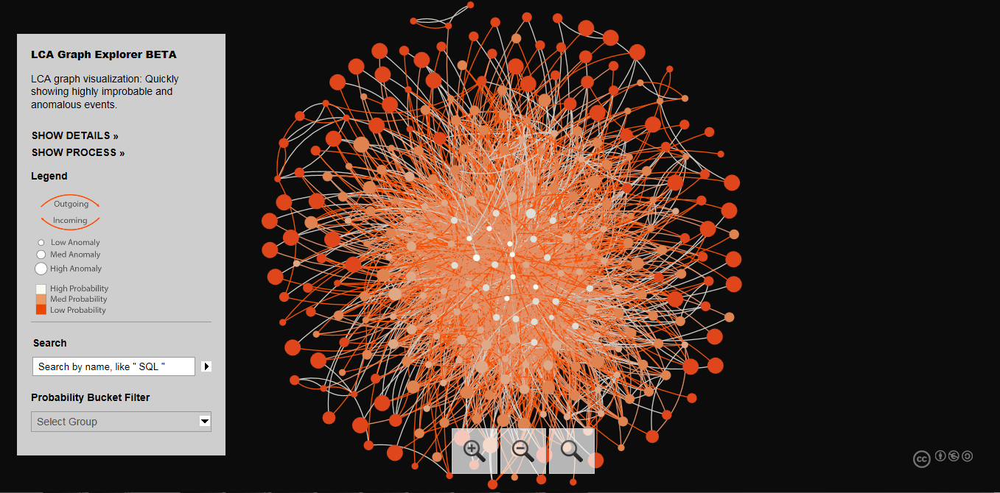 LCA Graph Explorer BETA
LCA graph visualization: Quickly
showing highly improbable and
anomalous events.
SHOW DETAILS »
SHOW PROCESS »
Legend
Outgoing
Incoming
Low Anomaly
Med Anomaly
High Anomaly
High Probability
Med Probability
Low Probability
Search
Search by name, like " SQL "
Probability Bucket Filter
Select Group
cc